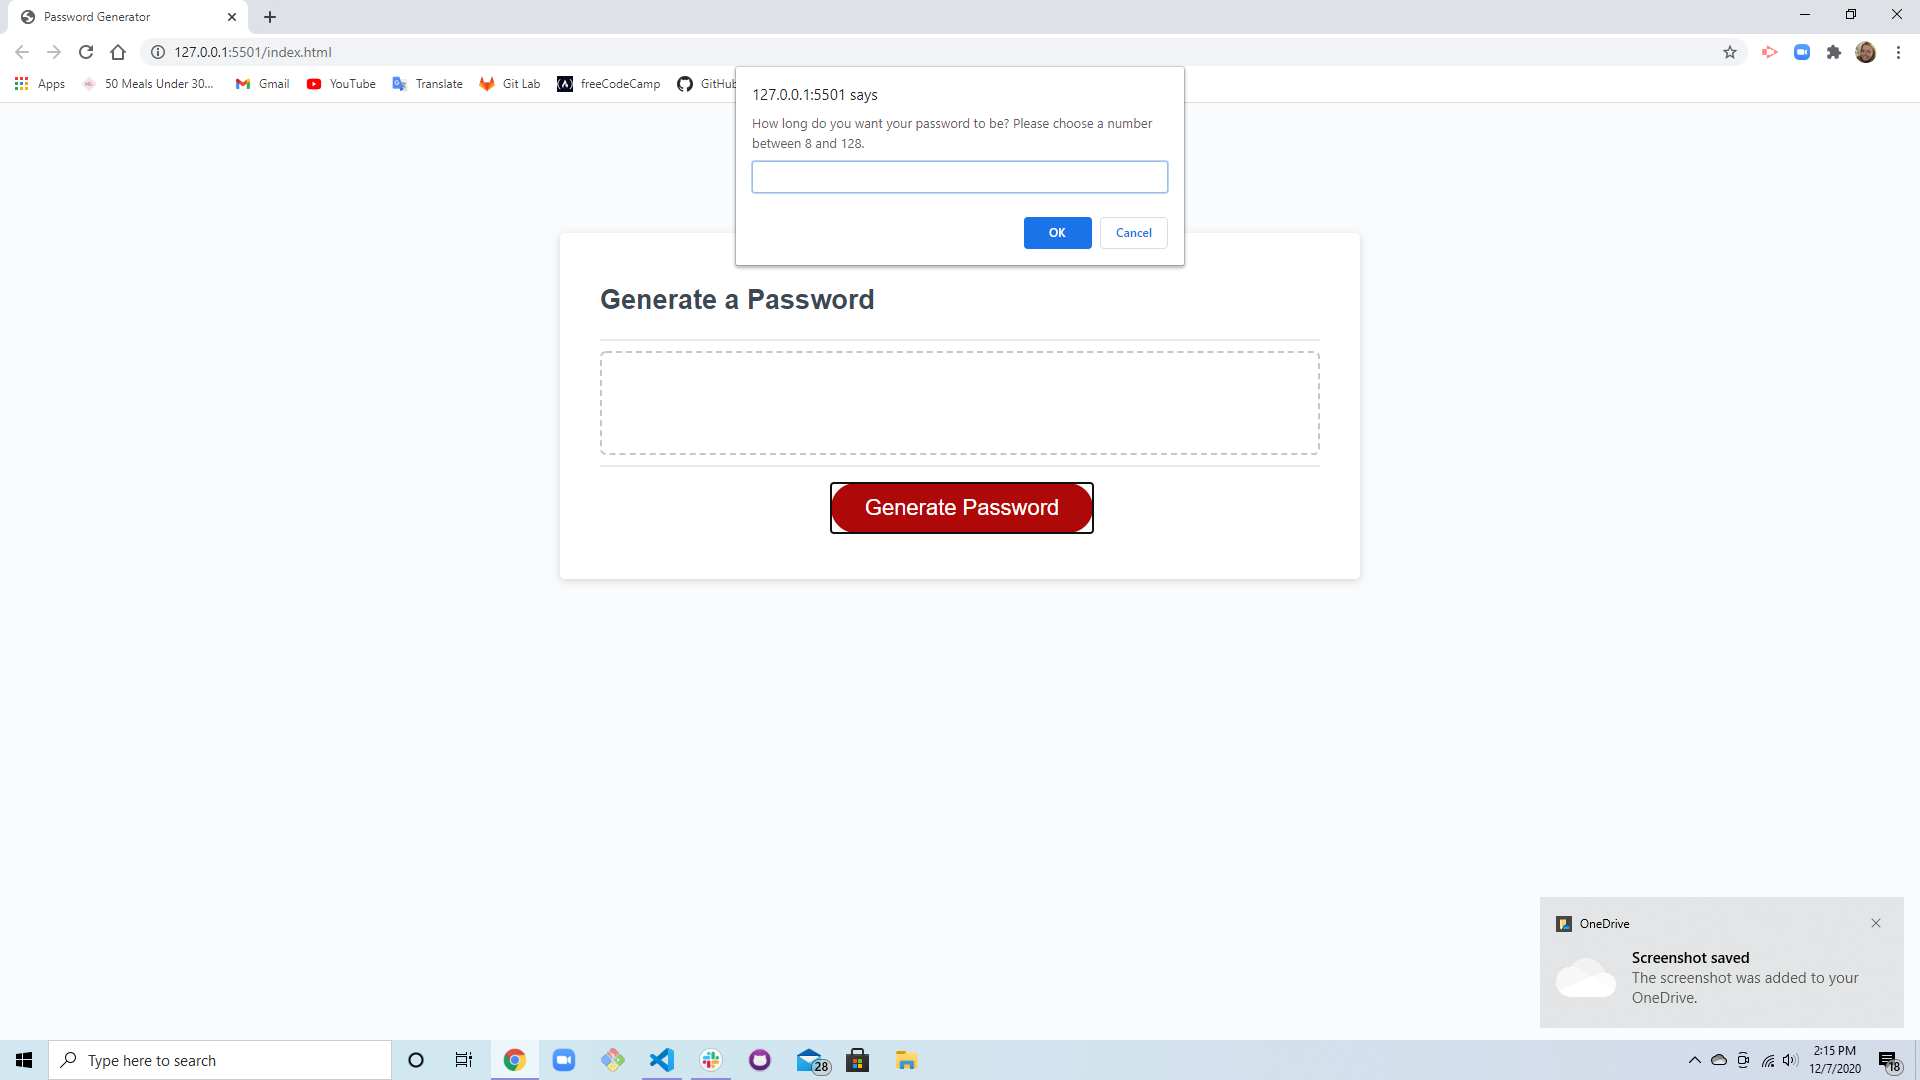 Password Generator
127.0.0.1:5501/index.html
Apps
50 Meals Under 30...
Gmail
YouTube
Translate
Git Lab
freeCodeCamp
GitHub
127.0.0.1:5501 says
How long do you want your password to be? Please choose a number
between 8 and 128.
OK
Cancel
Generate a Password
Generate Password
OneDrive
Screenshot saved
The screenshot was added to your
OneDrive.
Type here to search
28
2:15 PM
12/7/2020
18